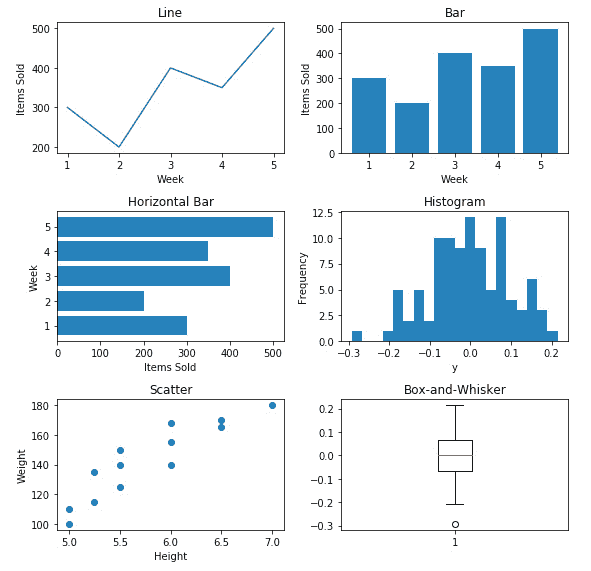 Line
500
400
300
200
Items Sold
1 2 3 4 5
Week
Bar
500
400
300
200
100
0
Items Sold
1 2 3 4 5
Week
Horizontal Bar
5
4
3
2
1
Week
0 100 200 300 400 500
Items Sold
Histogram
12.5
10.0
7.5
5.0
2.5
0.0
Frequency
−0.3 −0.2 −0.1 0.0 0.1 0.2
y
Scatter
180
160
140
120
100
Weight
5.0 5.5 6.0 6.5 7.0
Height
Box-and-Whisker
0.2
0.1
0.0
−0.1
−0.2
−0.3
1